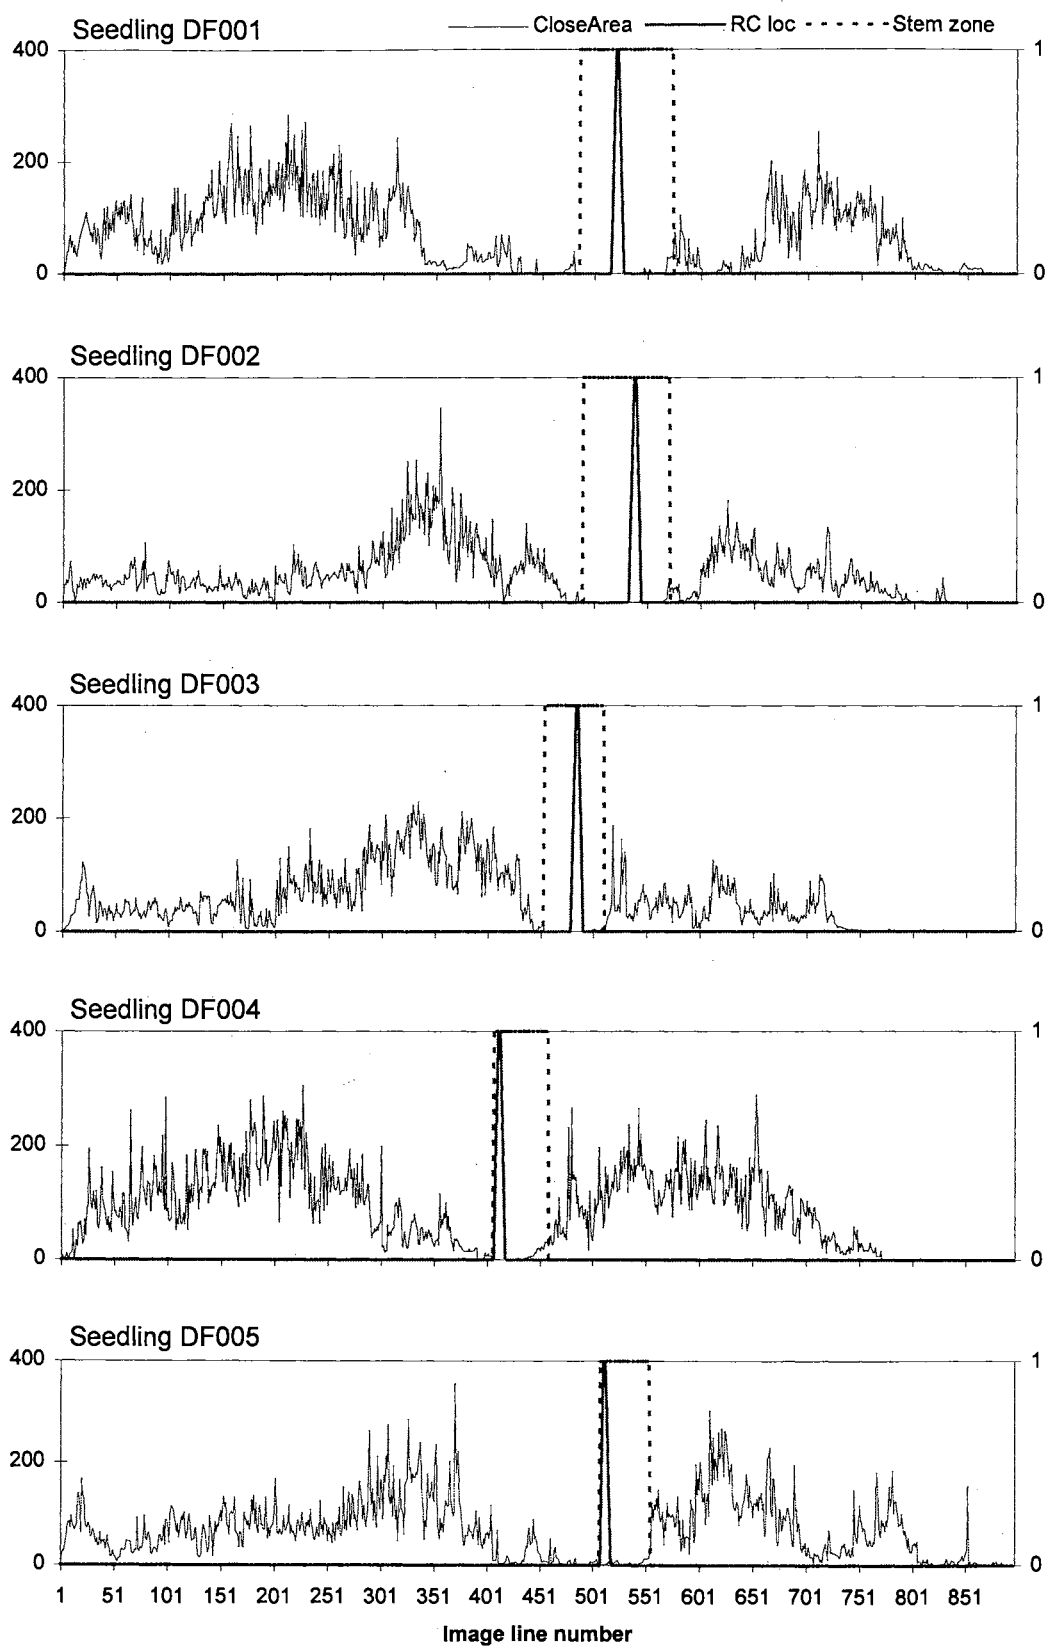 Seedling DF001
CloseArea RC loc Stem zone
400 1
200
0 0
Seedling DF002
400 1
200
0 0
Seedling DF003
400 1
200
0 0
Seedling DF004
400 1
200
0 0
Seedling DF005
400 1
200
0 0
1 51 101 151 201 251 301 351 401 451 501 551 601 651 701 751 801 851
Image line number